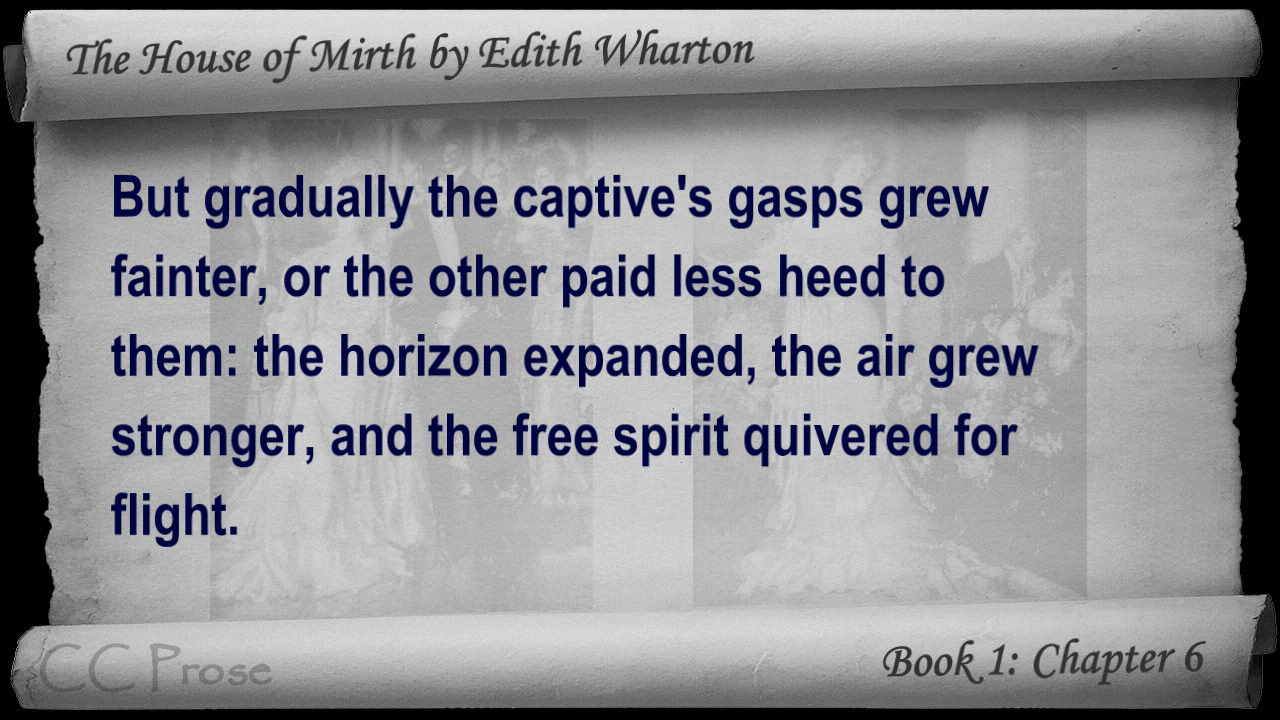 The House of Mirth by Edith Wharton
But gradually the captive's gasps grew
fainter, or the other paid less heed to
them: the horizon expanded, the air grew
stronger, and the free spirit quivered for
flight.
CC Prose
Book 1: Chapter 6